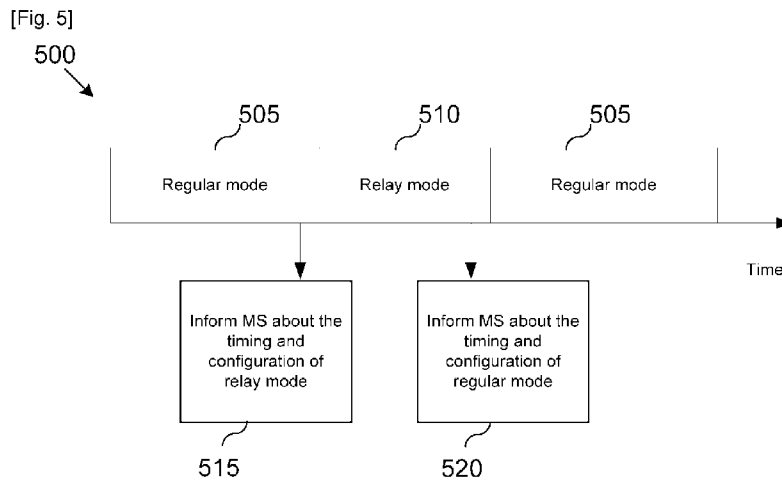 [Fig. 5]
500
505
510
505
Regular mode
Relay mode
Regular mode
Time
Inform MS about the
timing and
configuration of
relay mode
Inform MS about the
timing and
configuration of
regular mode
515
520